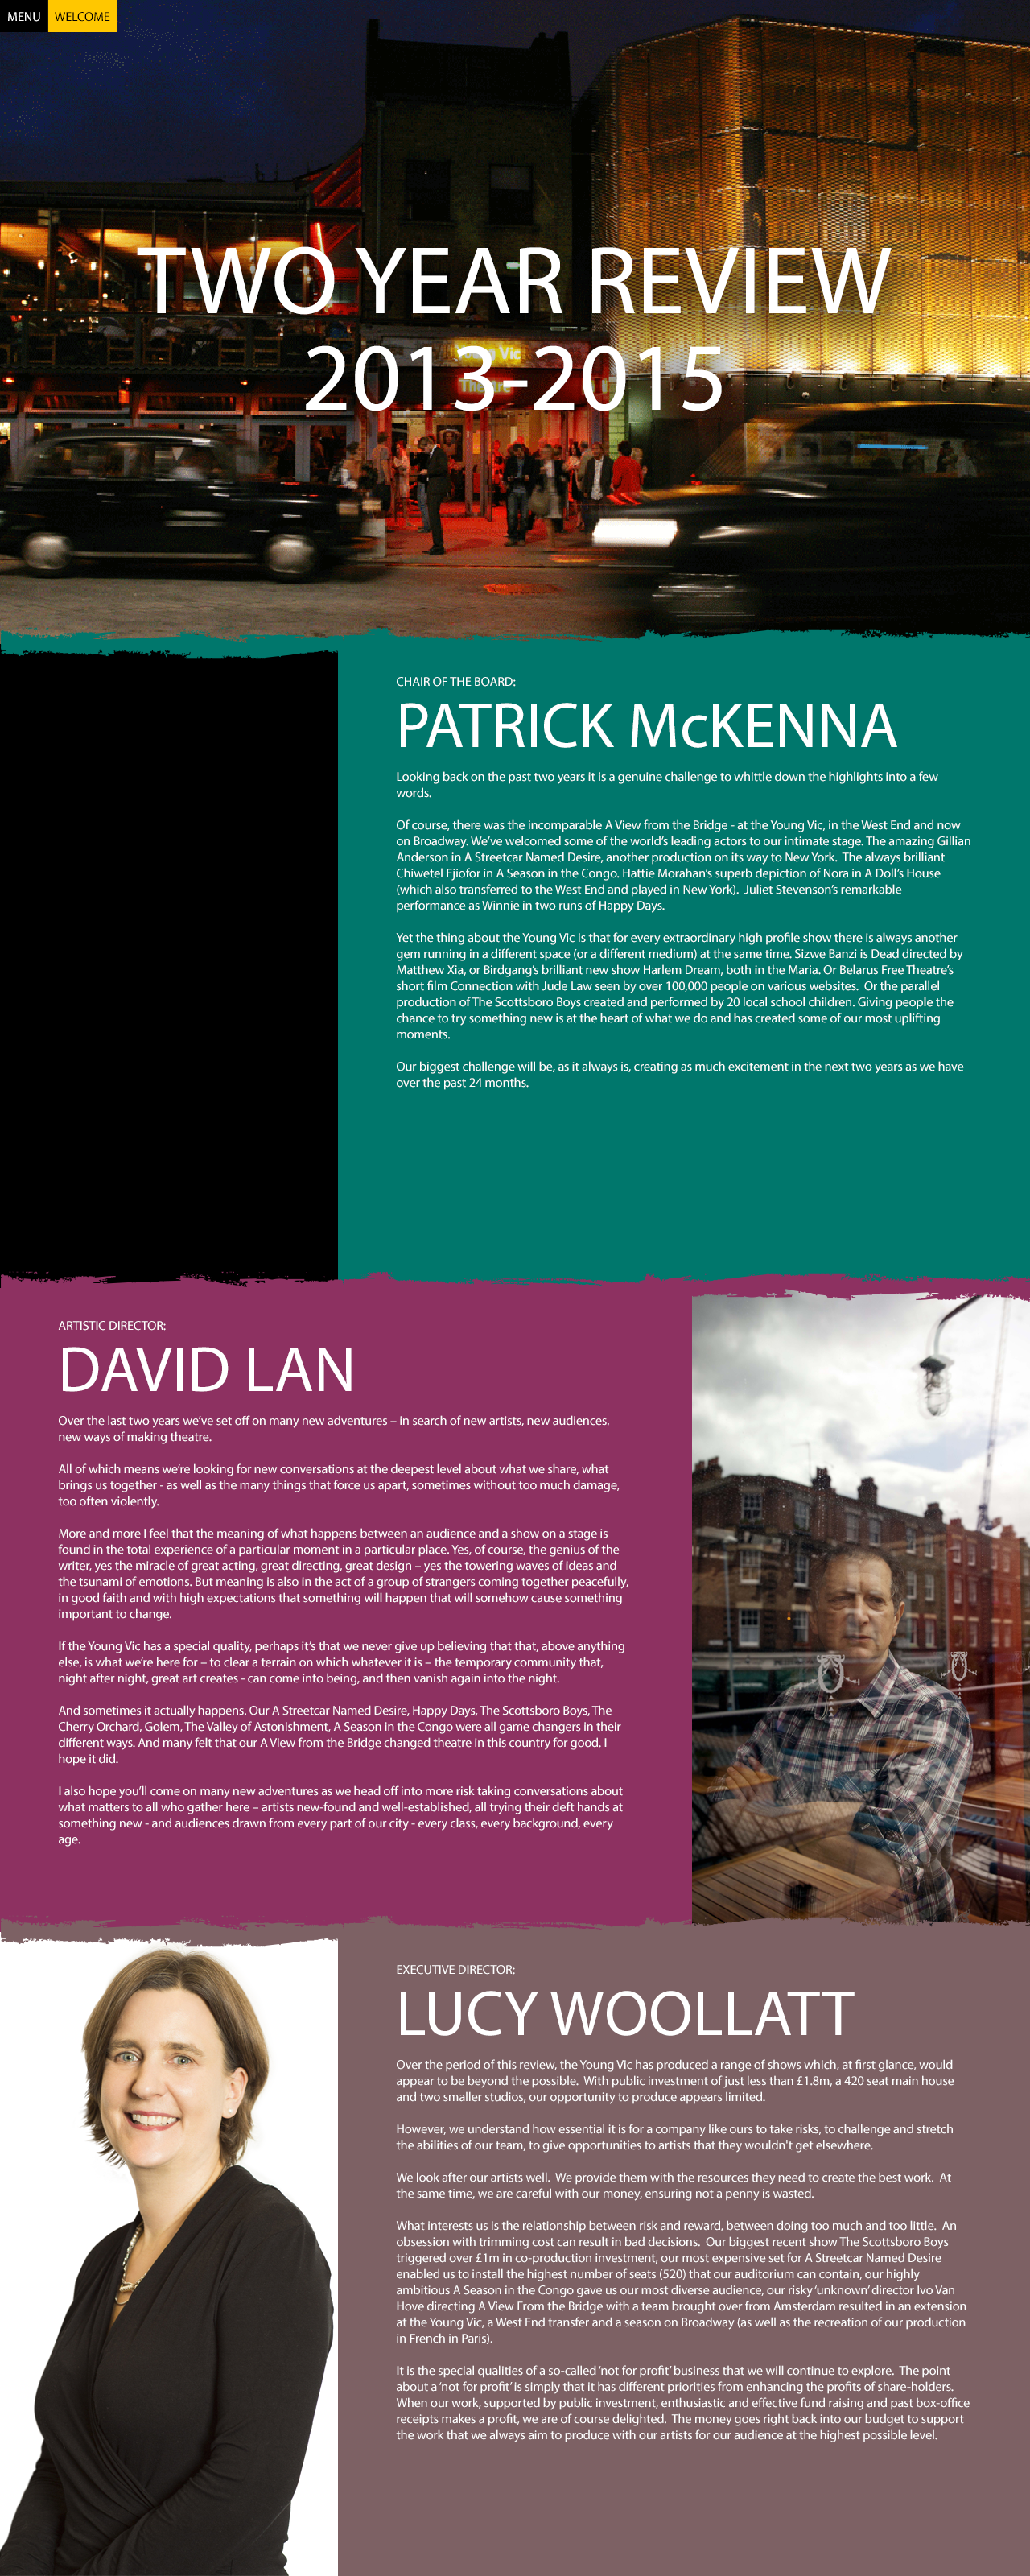 MENU WELCOME
TWO YEAR REVIEW
2013-2015
CHAIR OF THE BOARD:
PATRICK McKENNA
Looking back on the past two years it is a genuine challenge to whittle down the highlights into a few
words.
Of course, there was the incomparable A View from the Bridge - at the Young Vic, in the West End and now
on Broadway. We've welcomed some of the world's leading actors to our intimate stage. The amazing Gillian
Anderson in A Streetcar Named Desire, another production on its way to New York.  The always brilliant
Chiwetel Ejiofor in A Season in the Congo. Hattie Morahan's superb depiction of Nora in A Doll's House
(which also transferred to the West End and played in New York).  Juliet Stevenson's remarkable
performance as Winnie in two runs of Happy Days.
Yet the thing about the Young Vic is that for every extraordinary high profile show there is always another
gem running in a different space (or a different medium) at the same time. Sizwe Banzi is Dead directed by
Matthew Xia, or Birdgang's brilliant new show Harlem Dream, both in the Maria. Or Belarus Free Theatre's
short film Connection with Jude Law seen by over 100,000 people on various websites.  Or the parallel
production of The Scottsboro Boys created and performed by 20 local school children. Giving people the
chance to try something new is at the heart of what we do and has created some of our most uplifting
moments.
Our biggest challenge will be, as it always is, creating as much excitement in the next two years as we have
over the past 24 months.
ARTISTIC DIRECTOR:
DAVID LAN
Over the last two years we've set off on many new adventures – in search of new artists, new audiences,
new ways of making theatre.
All of which means we're looking for new conversations at the deepest level about what we share, what
brings us together - as well as the many things that force us apart, sometimes without too much damage,
too often violently.
More and more I feel that the meaning of what happens between an audience and a show on a stage is
found in the total experience of a particular moment in a particular place. Yes, of course, the genius of the
writer, yes the miracle of great acting, great directing, great design – yes the towering waves of ideas and
the tsunami of emotions. But meaning is also in the act of a group of strangers coming together peacefully,
in good faith and with high expectations that something will happen that will somehow cause something
important to change.
If the Young Vic has a special quality, perhaps it's that we never give up believing that that, above anything
else, is what we're here for – to clear a terrain on which whatever it is – the temporary community that,
night after night, great art creates - can come into being, and then vanish again into the night.
And sometimes it actually happens. Our A Streetcar Named Desire, Happy Days, The Scottsboro Boys, The
Cherry Orchard, Golem, The Valley of Astonishment, A Season in the Congo were all game changers in their
different ways. And many felt that our A View from the Bridge changed theatre in this country for good. I
hope it did.
I also hope you'll come on many new adventures as we head off into more risk taking conversations about
what matters to all who gather here – artists new-found and well-established, all trying their deft hands at
something new - and audiences drawn from every part of our city - every class, every background, every
age.
EXECUTIVE DIRECTOR:
LUCY WOOLLATT
Over the period of this review, the Young Vic has produced a range of shows which, at first glance, would
appear to be beyond the possible.  With public investment of just less than £1.8m, a 420 seat main house
and two smaller studios, our opportunity to produce appears limited.
However, we understand how essential it is for a company like ours to take risks, to challenge and stretch
the abilities of our team, to give opportunities to artists that they wouldn't get elsewhere.
We look after our artists well.  We provide them with the resources they need to create the best work.  At
the same time, we are careful with our money, ensuring not a penny is wasted.
What interests us is the relationship between risk and reward, between doing too much and too little.  An
obsession with trimming cost can result in bad decisions.  Our biggest recent show The Scottsboro Boys
triggered over £1m in co-production investment, our most expensive set for A Streetcar Named Desire
enabled us to install the highest number of seats (520) that our auditorium can contain, our highly
ambitious A Season in the Congo gave us our most diverse audience, our risky 'unknown' director Ivo Van
Hove directing A View From the Bridge with a team brought over from Amsterdam resulted in an extension
at the Young Vic, a West End transfer and a season on Broadway (as well as the recreation of our production
in French in Paris).
It is the special qualities of a so-called 'not for profit' business that we will continue to explore.  The point
about a 'not for profit' is simply that it has different priorities from enhancing the profits of share-holders.
When our work, supported by public investment, enthusiastic and effective fund raising and past box-office
receipts makes a profit, we are of course delighted.  The money goes right back into our budget to support
the work that we always aim to produce with our artists for our audience at the highest possible level.